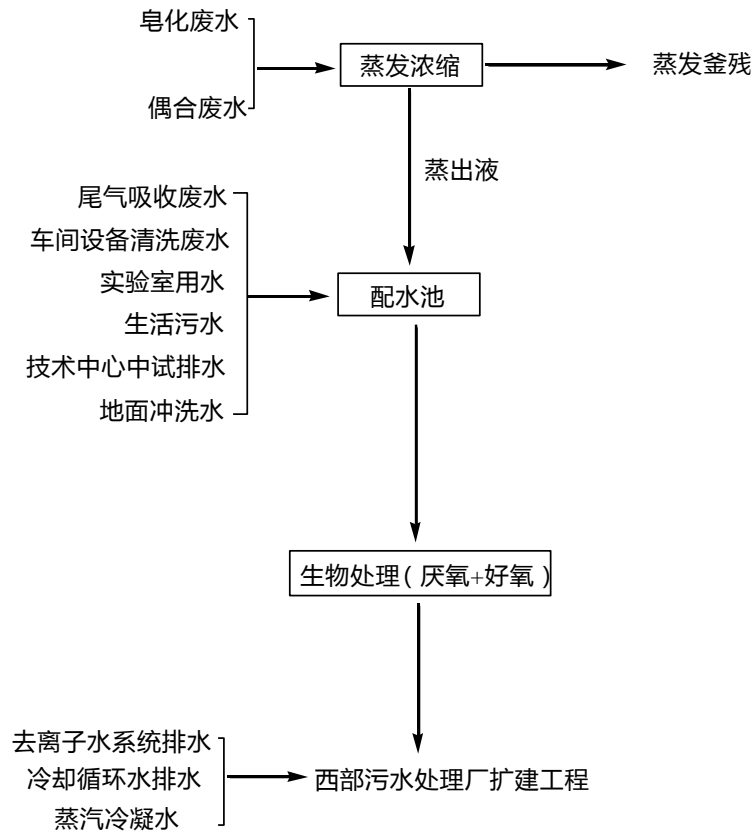 皂化废水
蒸发浓缩
蒸发釜残
偶合废水
蒸出液
尾气吸收废水
车间设备清洗废水
实验室用水
配水池
生活污水
技术中心中试排水
地面冲洗水
生物处理（厌氧+好氧）
去离子水系统排水
冷却循环水排水
西部污水处理厂扩建工程
蒸汽冷凝水